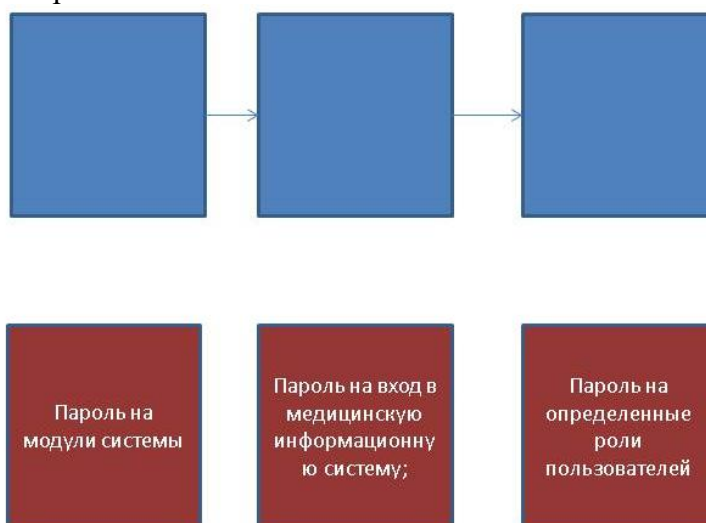 Пароль на
модули системы
Пароль на вход в
медицинскую
информационну
ю систему;
Пароль на
определенные
роли
пользователей